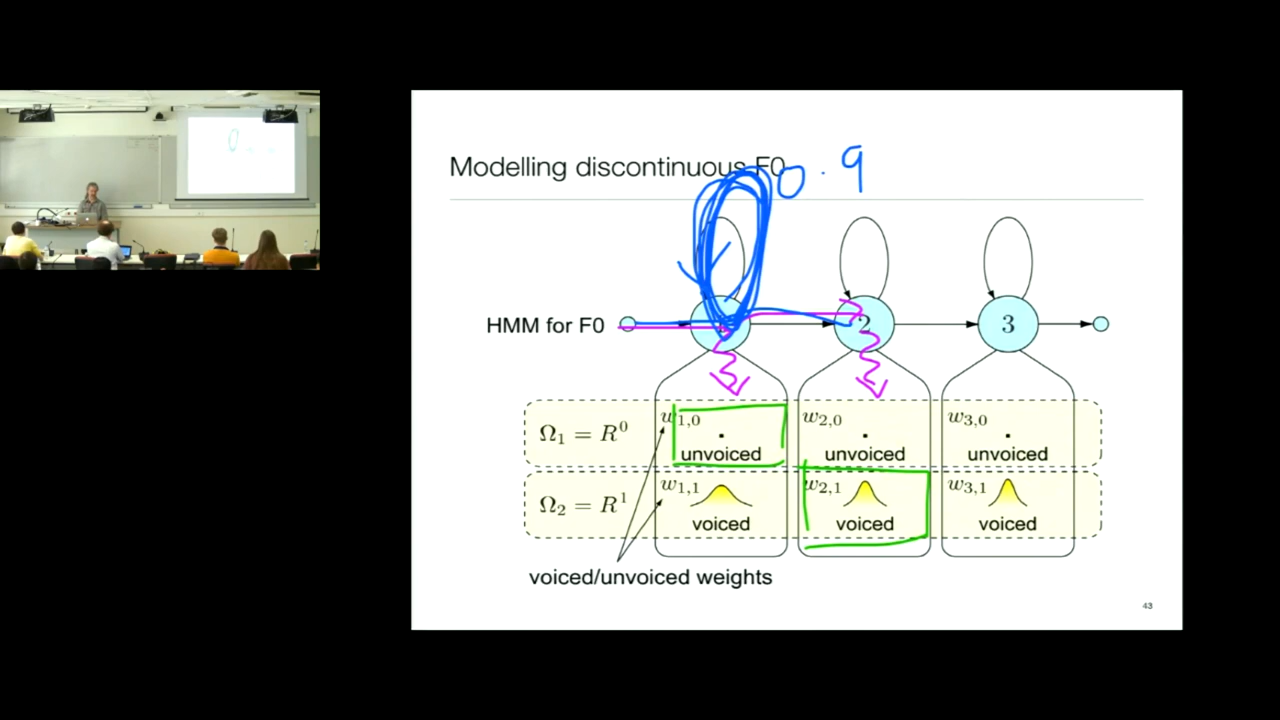 Modelling discontinuous F0
0.9
HMM for F0
2 3
Ω₁ = R⁰ w₁,₀ w₂,₀ w₃,₀
unvoiced unvoiced unvoiced
Ω₂ = R¹ w₁,₁ w₂,₁ w₃,₁
voiced voiced voiced
voiced/unvoiced weights
43